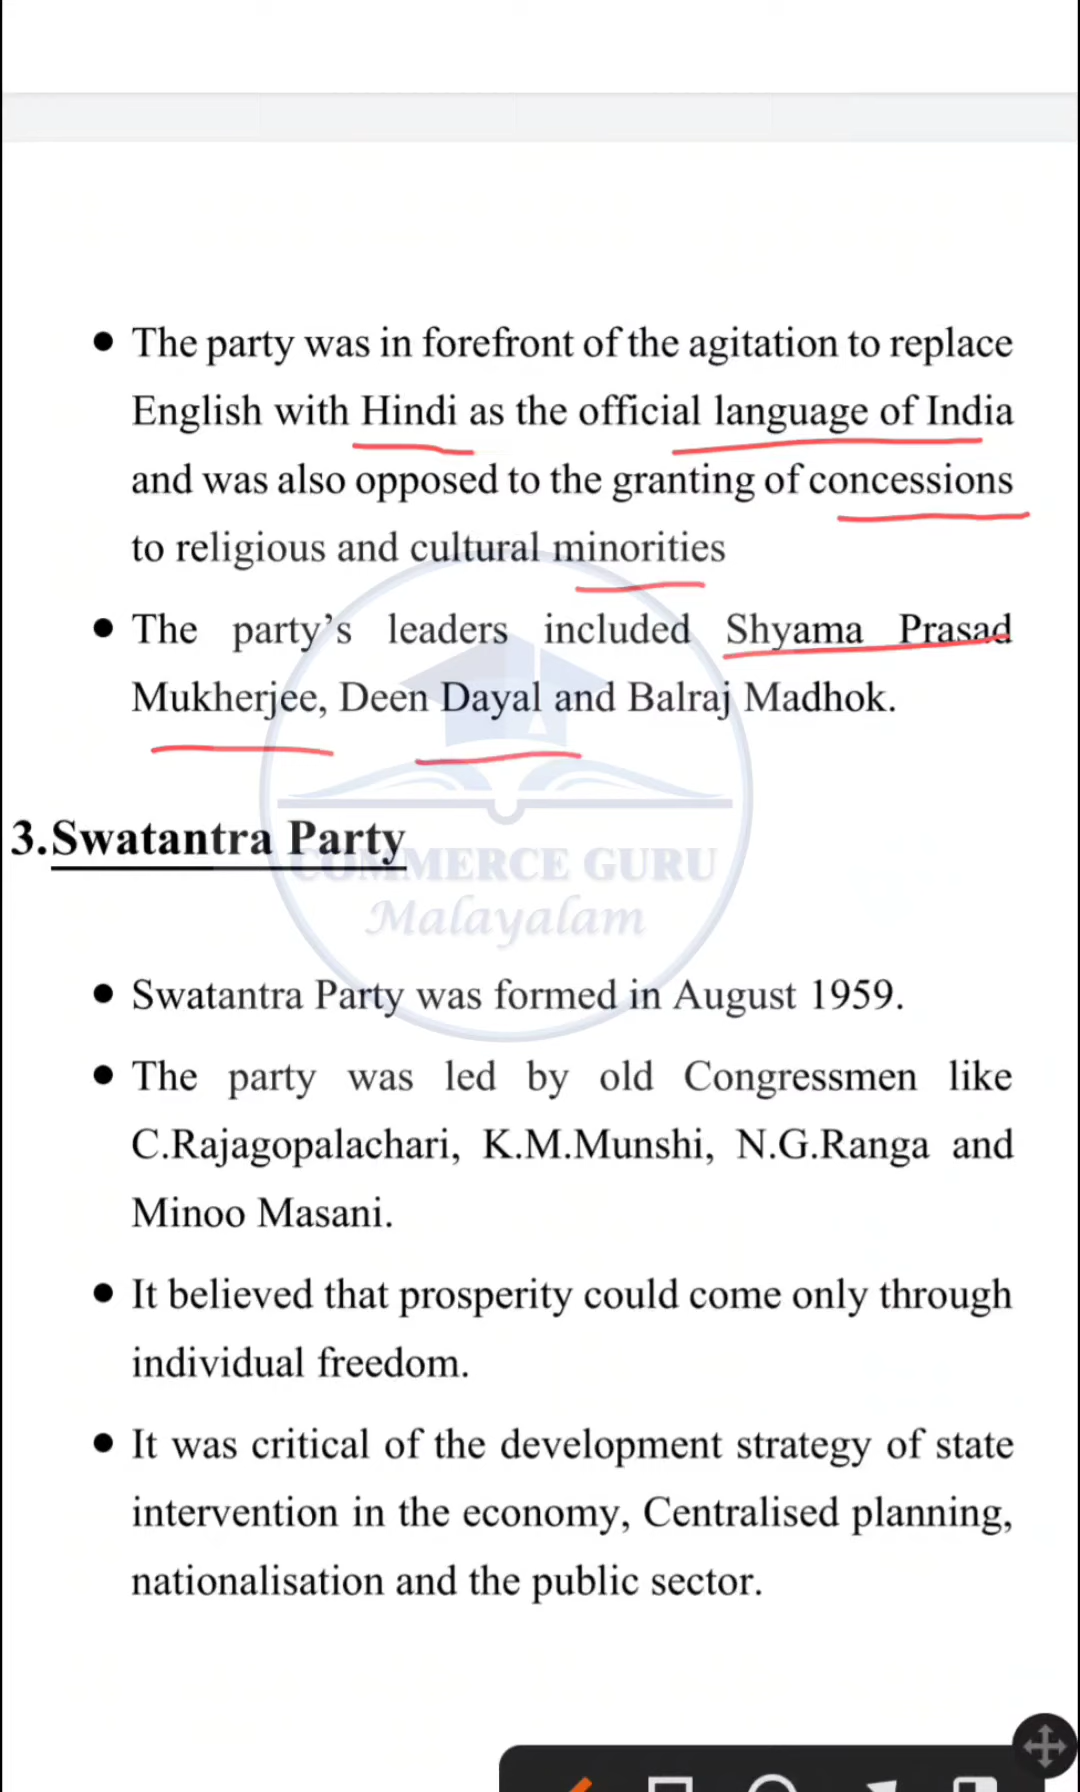 ● The party was in forefront of the agitation to replace
English with Hindi as the official language of India
and was also opposed to the granting of concessions
to religious and cultural minorities
● The party’s leaders included Shyama Prasad
Mukherjee, Deen Dayal and Balraj Madhok.
3.Swatantra Party
COMMERCE GURU
Malayalam
● Swatantra Party was formed in August 1959.
● The party was led by old Congressmen like
C.Rajagopalachari, K.M.Munshi, N.G.Ranga and
Minoo Masani.
● It believed that prosperity could come only through
individual freedom.
● It was critical of the development strategy of state
intervention in the economy, Centralised planning,
nationalisation and the public sector.